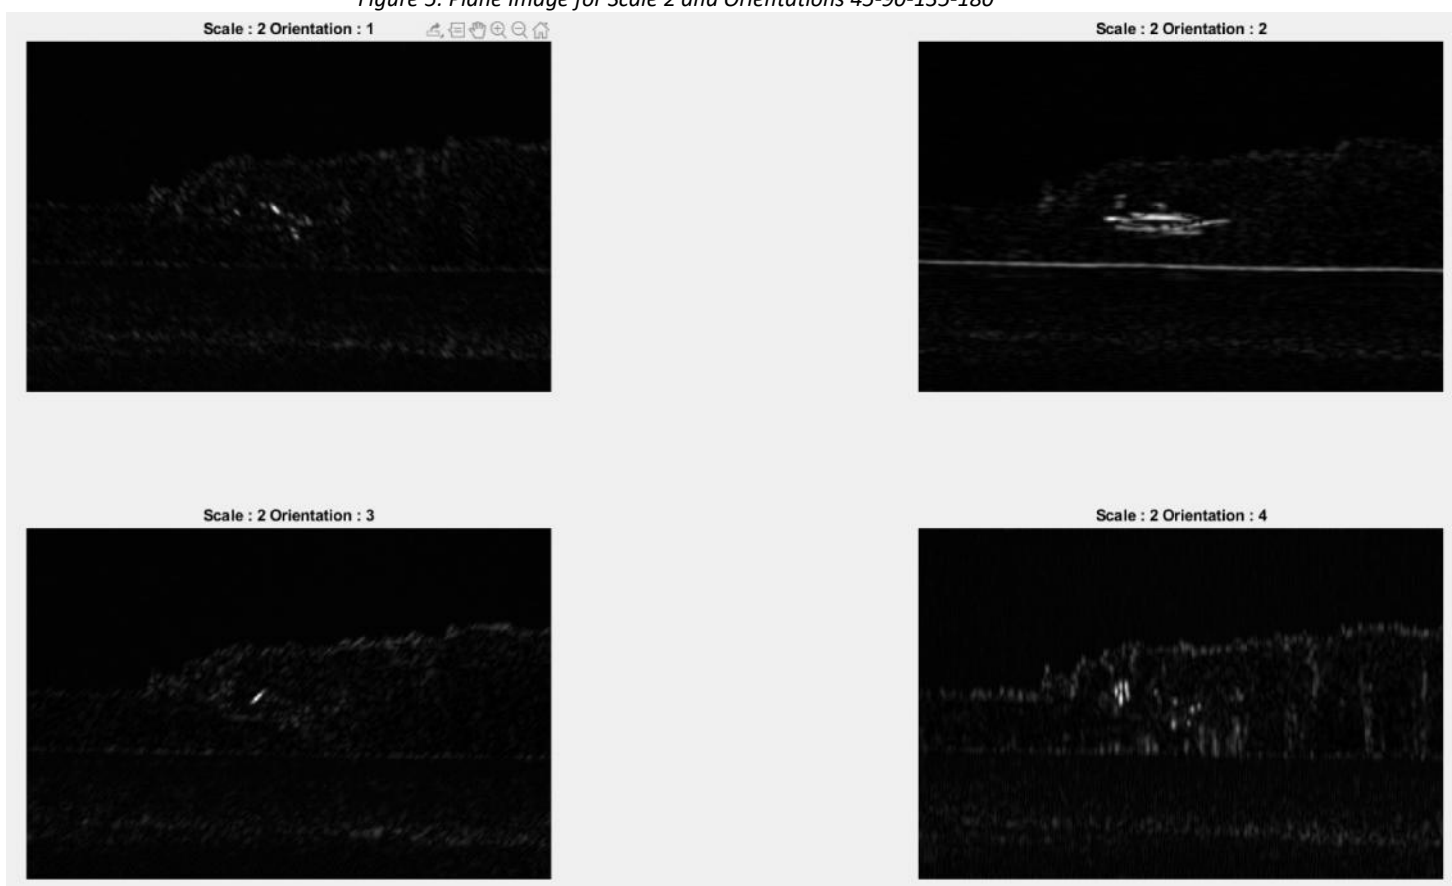 Figure 5: Plane Image for Scale 2 and Orientations 45-90-135-180
Scale : 2 Orientation : 1
Scale : 2 Orientation : 2
Scale : 2 Orientation : 3
Scale : 2 Orientation : 4